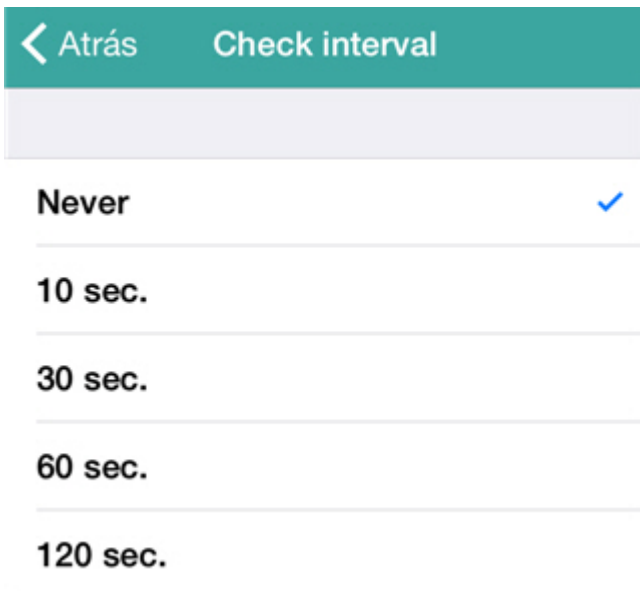 Atrás Check interval
Never
10 sec.
30 sec.
60 sec.
120 sec.